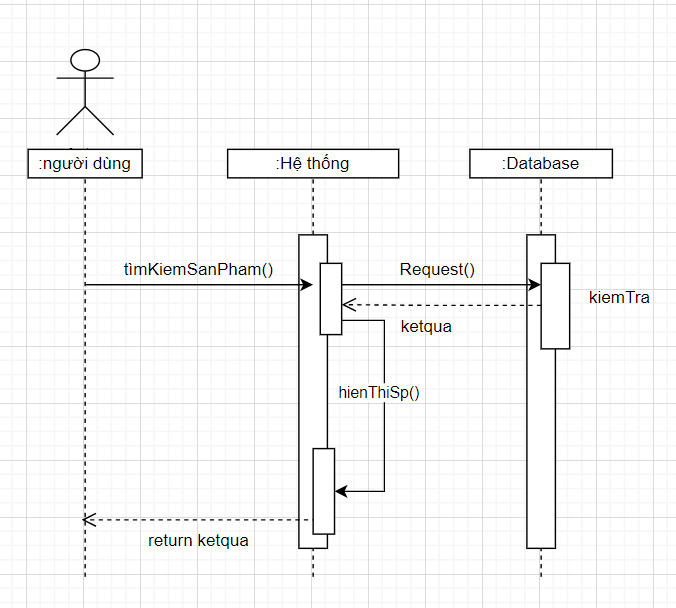 :người dùng
:Hệ thống
:Database
tìmKiemSanPham()
Request()
kiemTra
ketqua
hienThiSp()
return ketqua